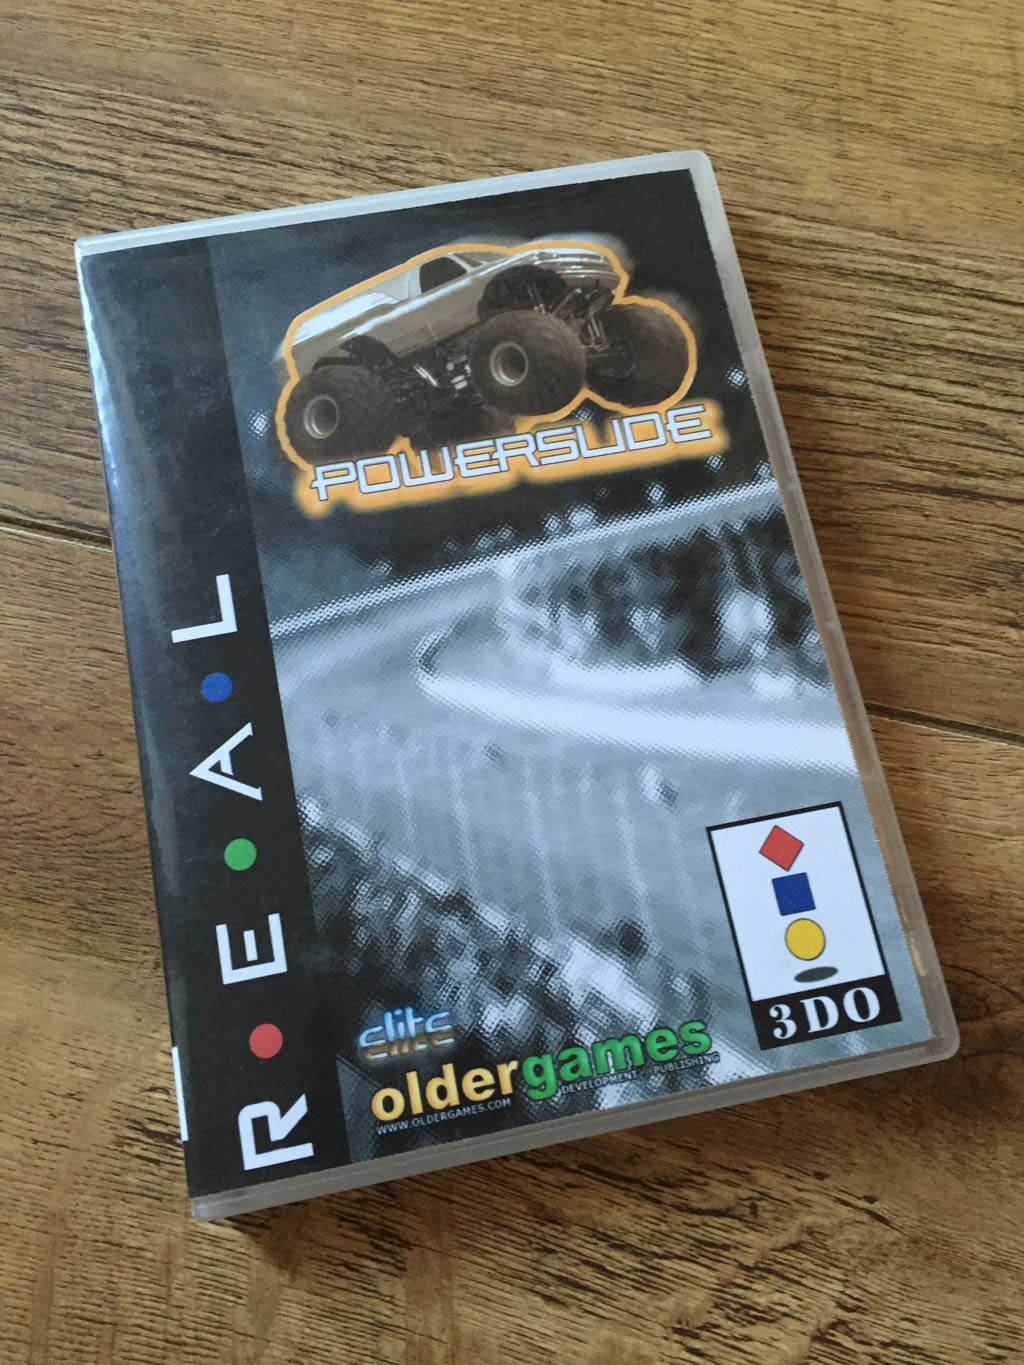 POWERSLIDE
R•E•A•L
3DO
elite
oldergames
DEVELOPMENT / PUBLISHING
WWW.OLDERGAMES.COM